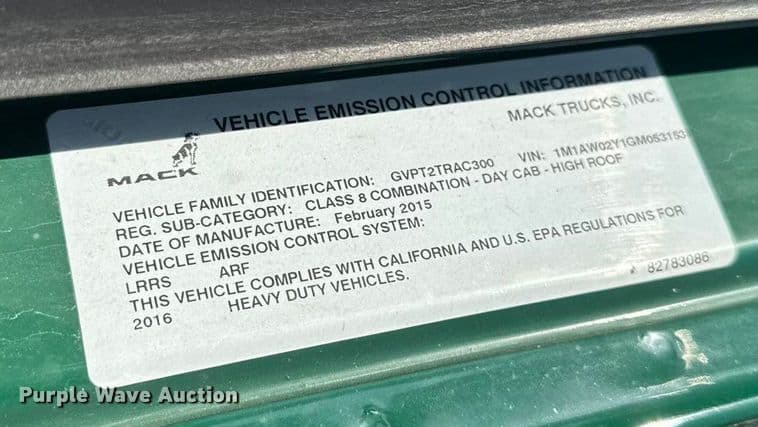 VEHICLE EMISSION CONTROL INFORMATION
MACK TRUCKS, INC.
MACK
VEHICLE FAMILY IDENTIFICATION: GVPT2TRAC300 VIN: 1M1AW02Y1GM053153
REG. SUB-CATEGORY: CLASS 8 COMBINATION - DAY CAB - HIGH ROOF
DATE OF MANUFACTURE: February 2015
VEHICLE EMISSION CONTROL SYSTEM:
LRRS ARF
THIS VEHICLE COMPLIES WITH CALIFORNIA AND U.S. EPA REGULATIONS FOR
2016 HEAVY DUTY VEHICLES.
82783086
Purple Wave Auction